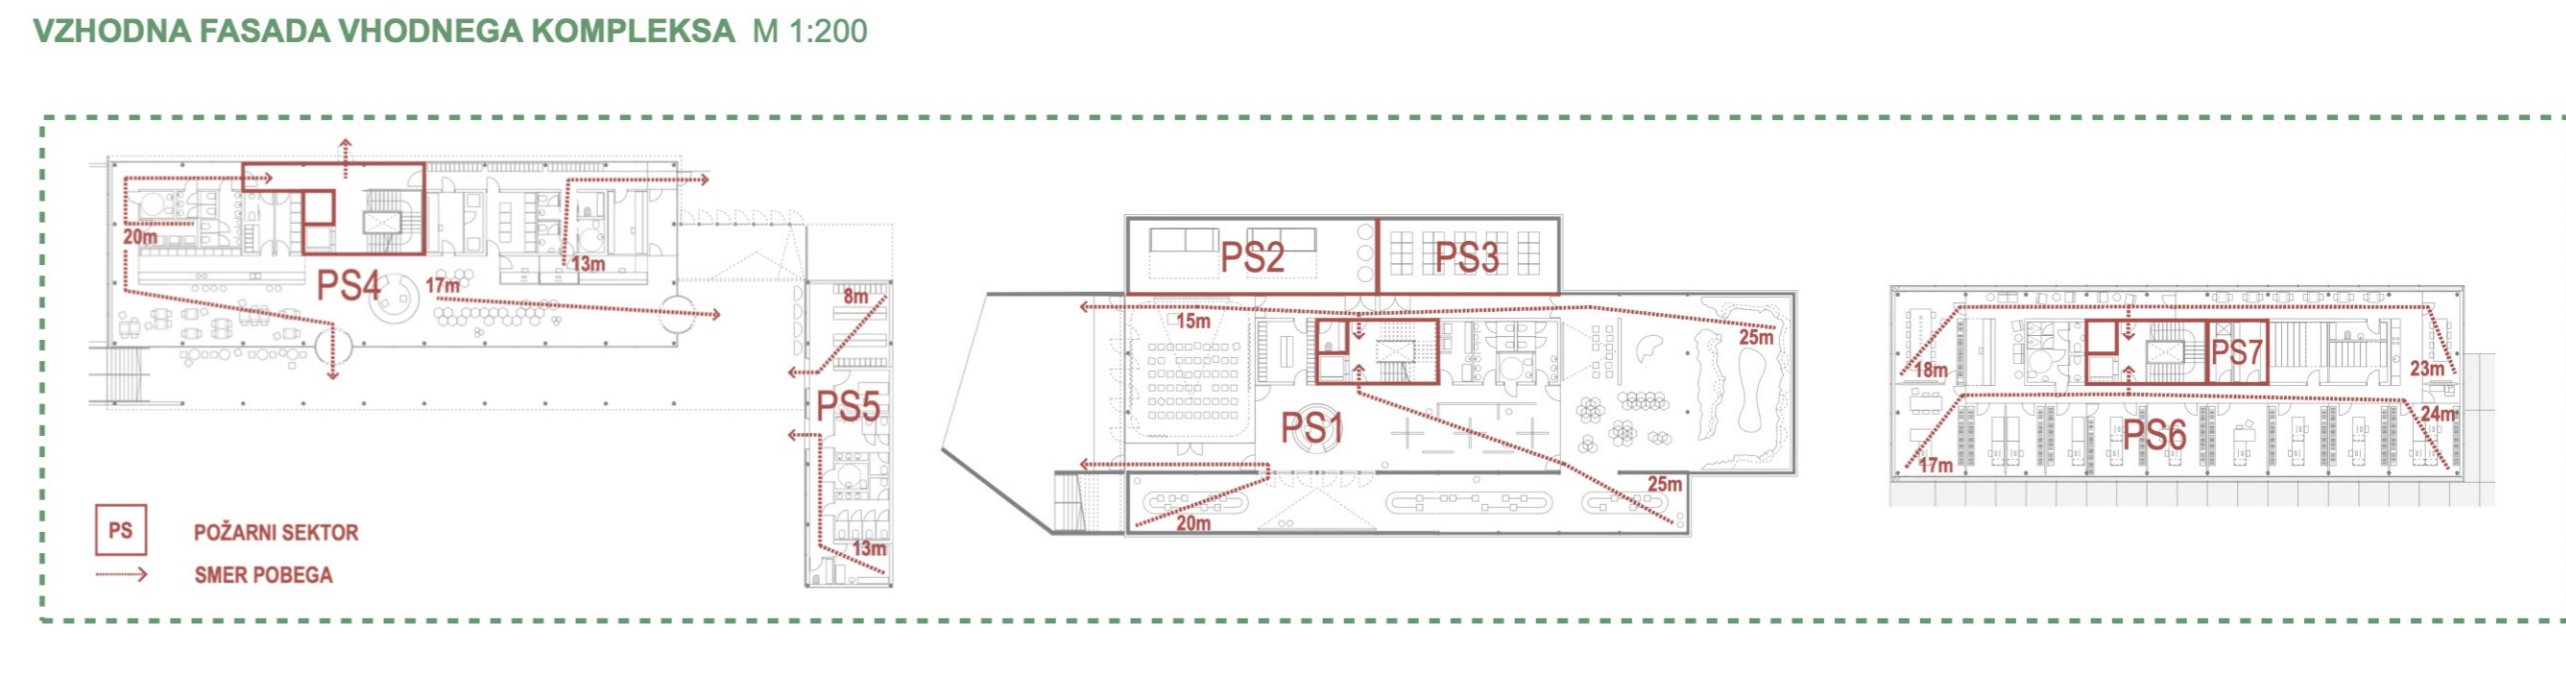 VZHODNA FASADA VHODNEGA KOMPLEKSA M 1:200
20m
PS4
17m
13m
8m
PS5
13m
PS
POŽARNI SEKTOR
SMER POBEGA
PS2
PS3
15m
25m
PS1
20m
25m
18m
PS7
23m
24m
PS6
17m